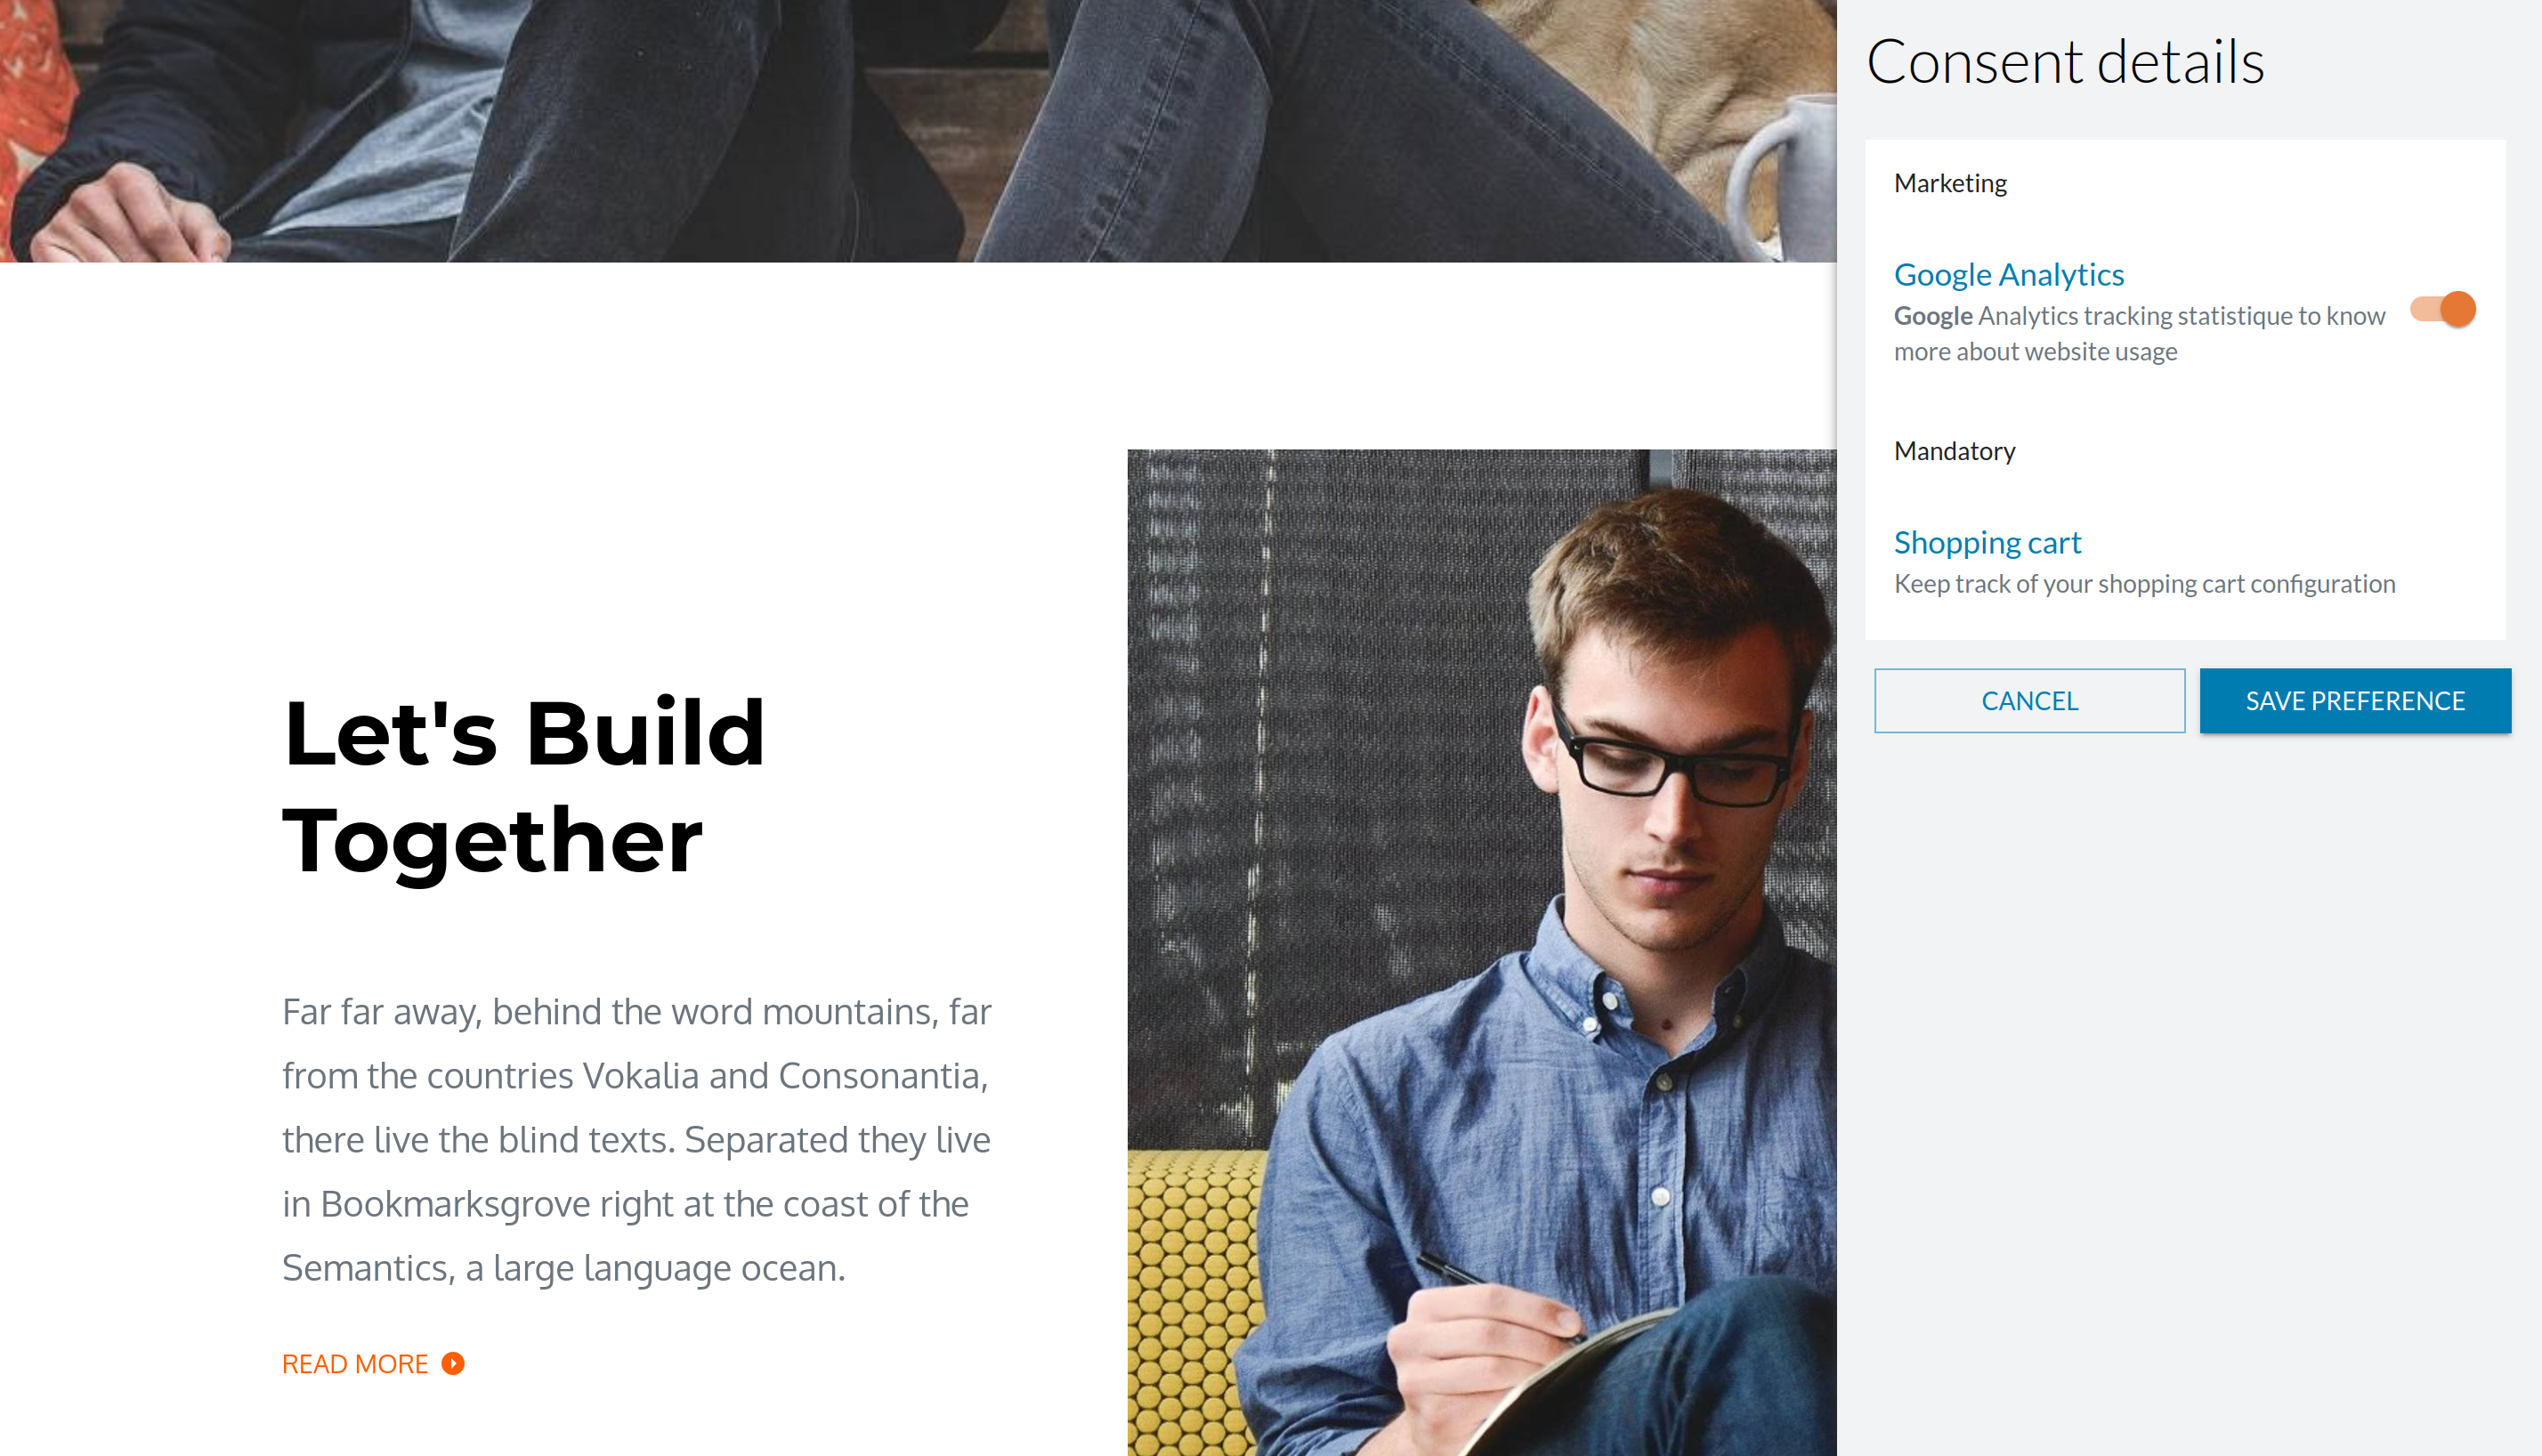 Let's Build
Together
Far far away, behind the word mountains, far
from the countries Vokalia and Consonantia,
there live the blind texts. Separated they live
in Bookmarksgrove right at the coast of the
Semantics, a large language ocean.
READ MORE
Consent details
Marketing
Google Analytics
Google Analytics tracking statistique to know
more about website usage
Mandatory
Shopping cart
Keep track of your shopping cart configuration
CANCEL
SAVE PREFERENCE